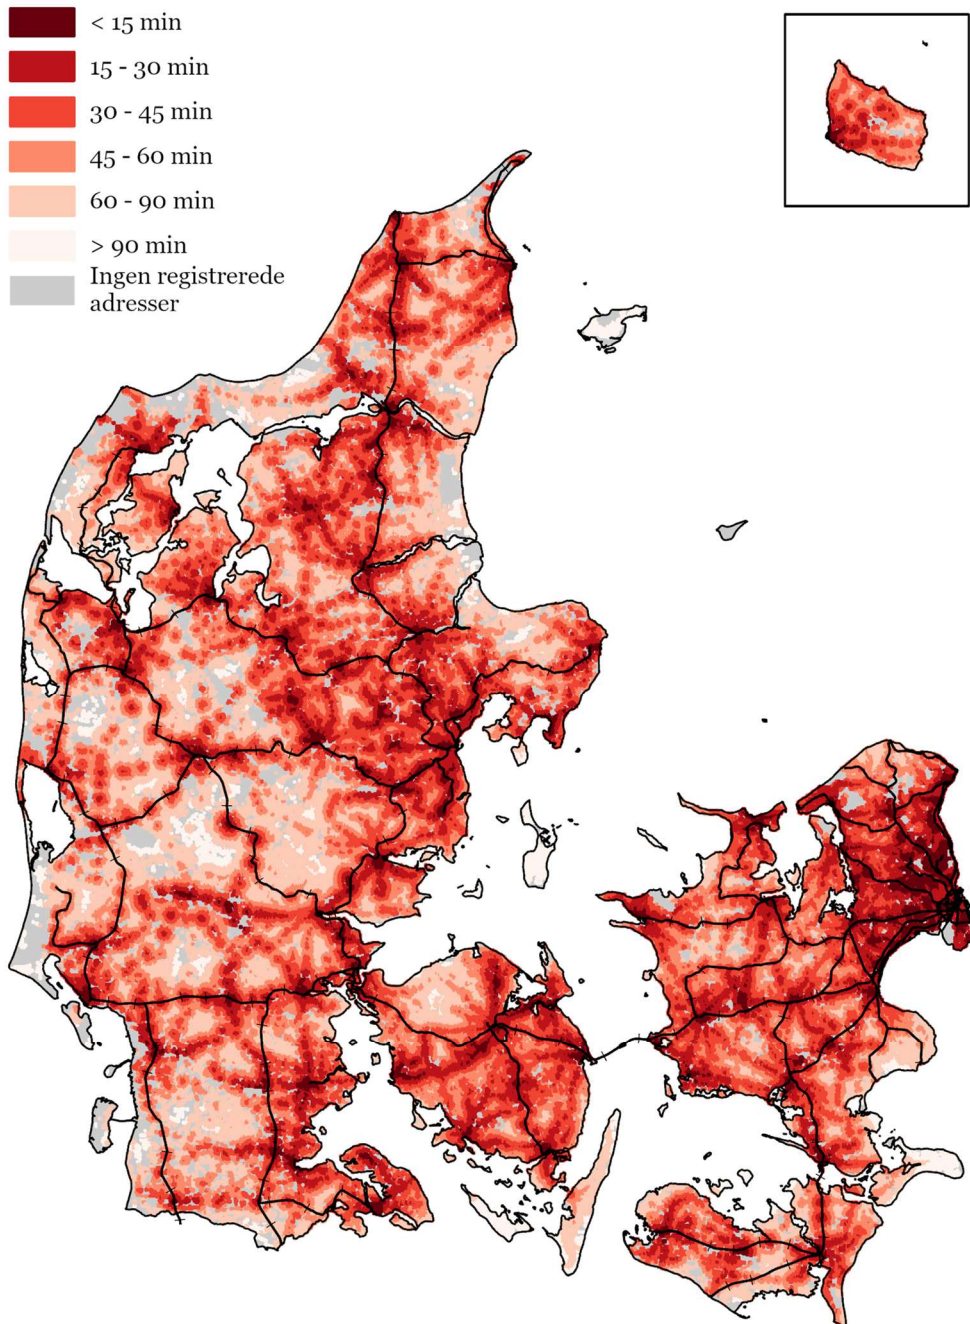 < 15 min
15 - 30 min
30 - 45 min
45 - 60 min
60 - 90 min
> 90 min
Ingen registrerede
adresser